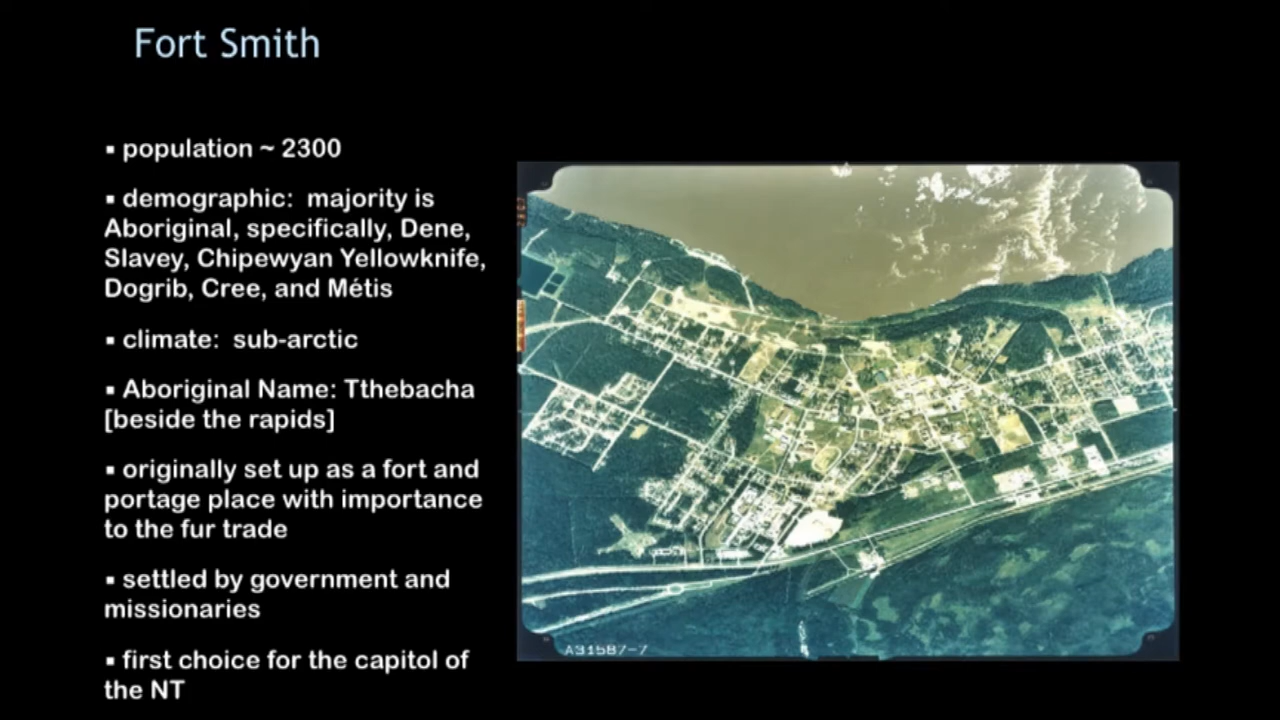 Fort Smith
▪ population ~ 2300
▪ demographic:  majority is
Aboriginal, specifically, Dene,
Slavey, Chipewyan Yellowknife,
Dogrib, Cree, and Métis
▪ climate:  sub-arctic
▪ Aboriginal Name: Tthebacha
[beside the rapids]
▪ originally set up as a fort and
portage place with importance
to the fur trade
▪ settled by government and
missionaries
▪ first choice for the capitol of
the NT
A31587-7